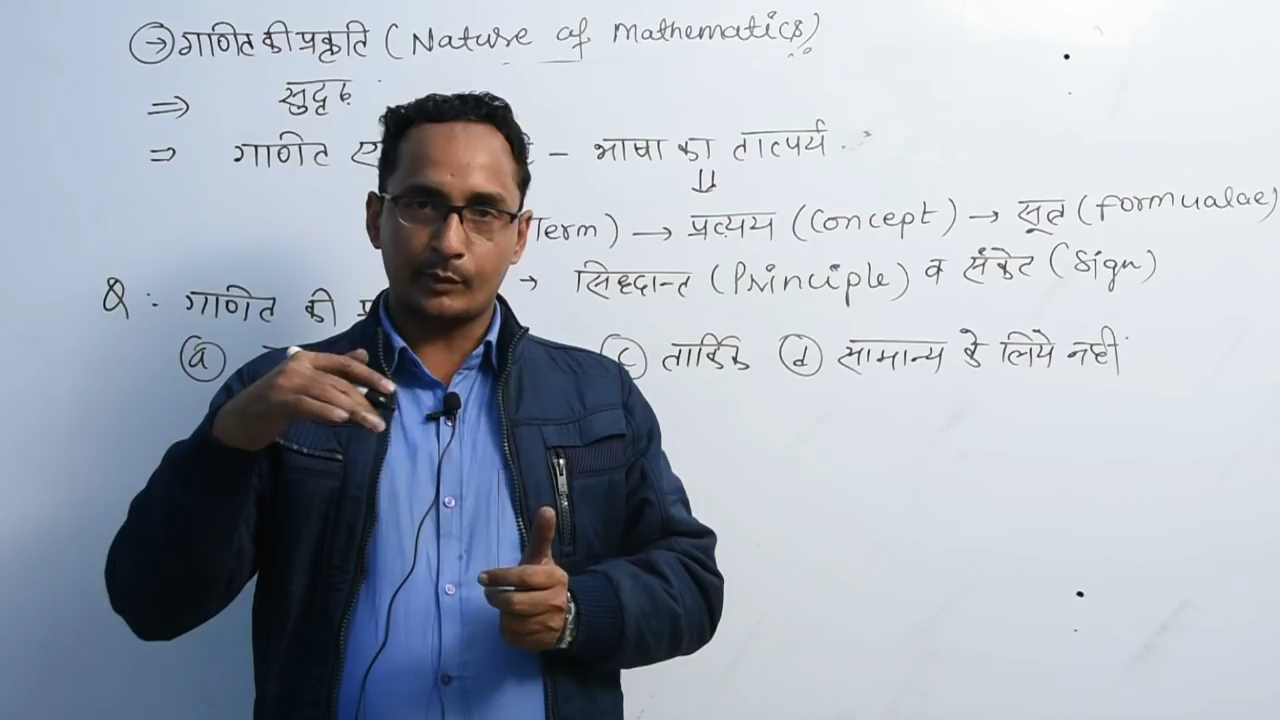 → गणित की प्रकृति (Nature of Mathematics)
⇒ सुदृढ़
⇒ गणित – भाषा का तात्पर्य .
⇓
Term) → प्रत्यय (Concept) → सूत्र (Formualae)
→ सिद्धान्त (Principle) व संकेत (Sign)
Q : गणित की
(a) (c) तार्किक (d) सामान्य के लिये नहीं